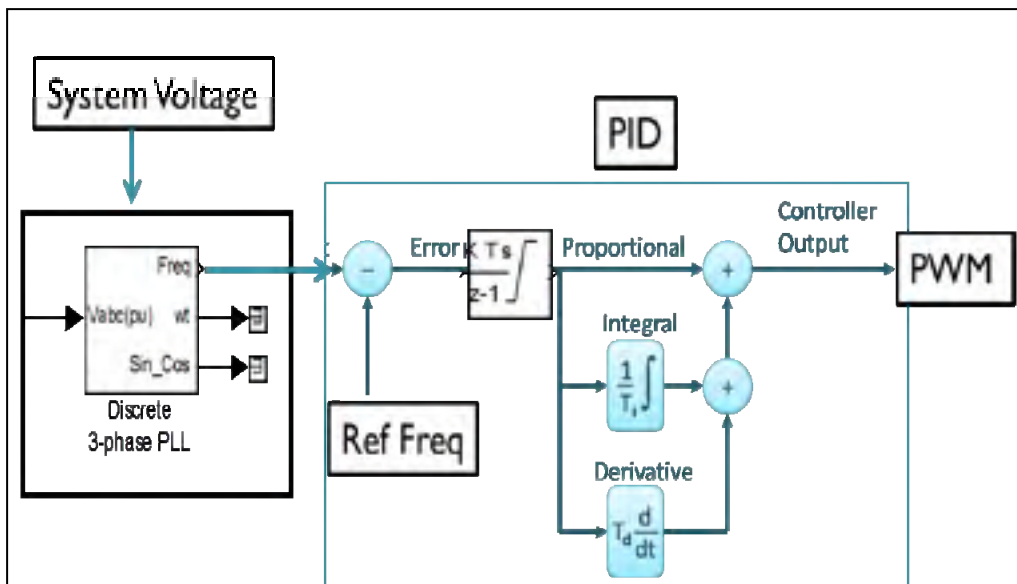 System Voltage
PID
Freq
Vabc(pu)
wt
Sin_Cos
Discrete
3-phase PLL
-
Error
K Ts
z-1
Ref Freq
Proportional
+
Integral
1
Ti
∫
+
Derivative
Td d
dt
Controller
Output
PWM